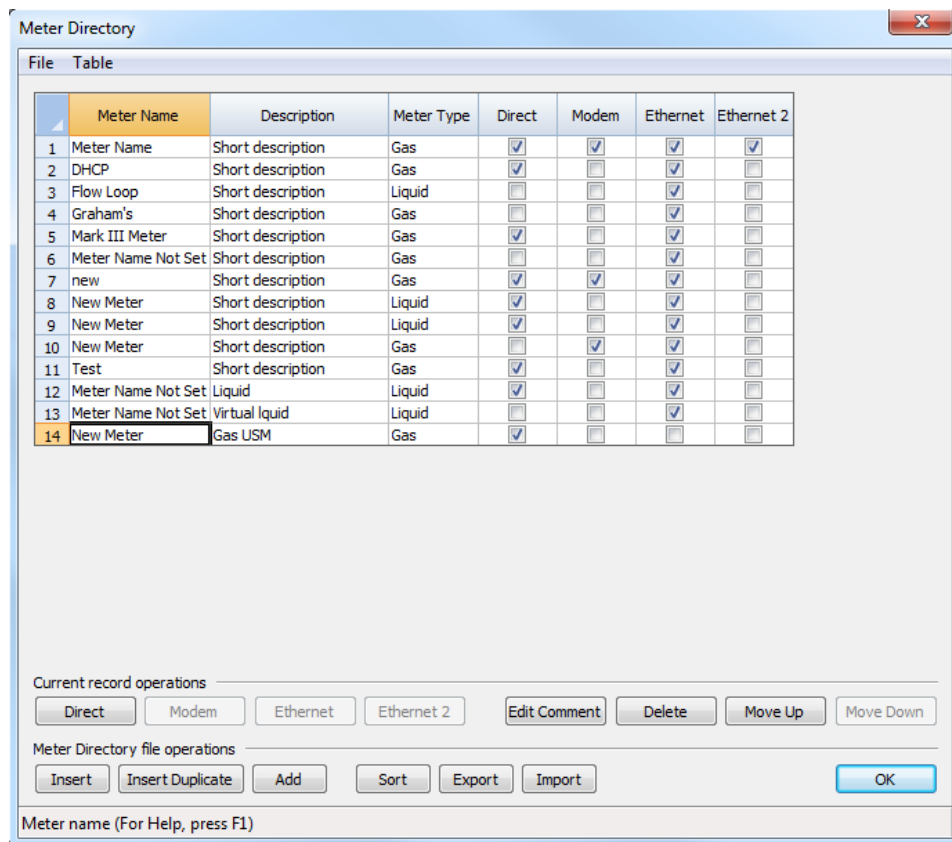 Meter Directory
File Table
Meter Name Description Meter Type Direct Modem Ethernet Ethernet 2
1 Meter Name Short description Gas
2 DHCP Short description Gas
3 Flow Loop Short description Liquid
4 Graham's Short description Gas
5 Mark III Meter Short description Gas
6 Meter Name Not Set Short description Gas
7 new Short description Gas
8 New Meter Short description Liquid
9 New Meter Short description Liquid
10 New Meter Short description Gas
11 Test Short description Gas
12 Meter Name Not Set Liquid Liquid
13 Meter Name Not Set Virtual lquid Liquid
14 New Meter Gas USM Gas
Current record operations
Direct Modem Ethernet Ethernet 2 Edit Comment Delete Move Up Move Down
Meter Directory file operations
Insert Insert Duplicate Add Sort Export Import OK
Meter name (For Help, press F1)